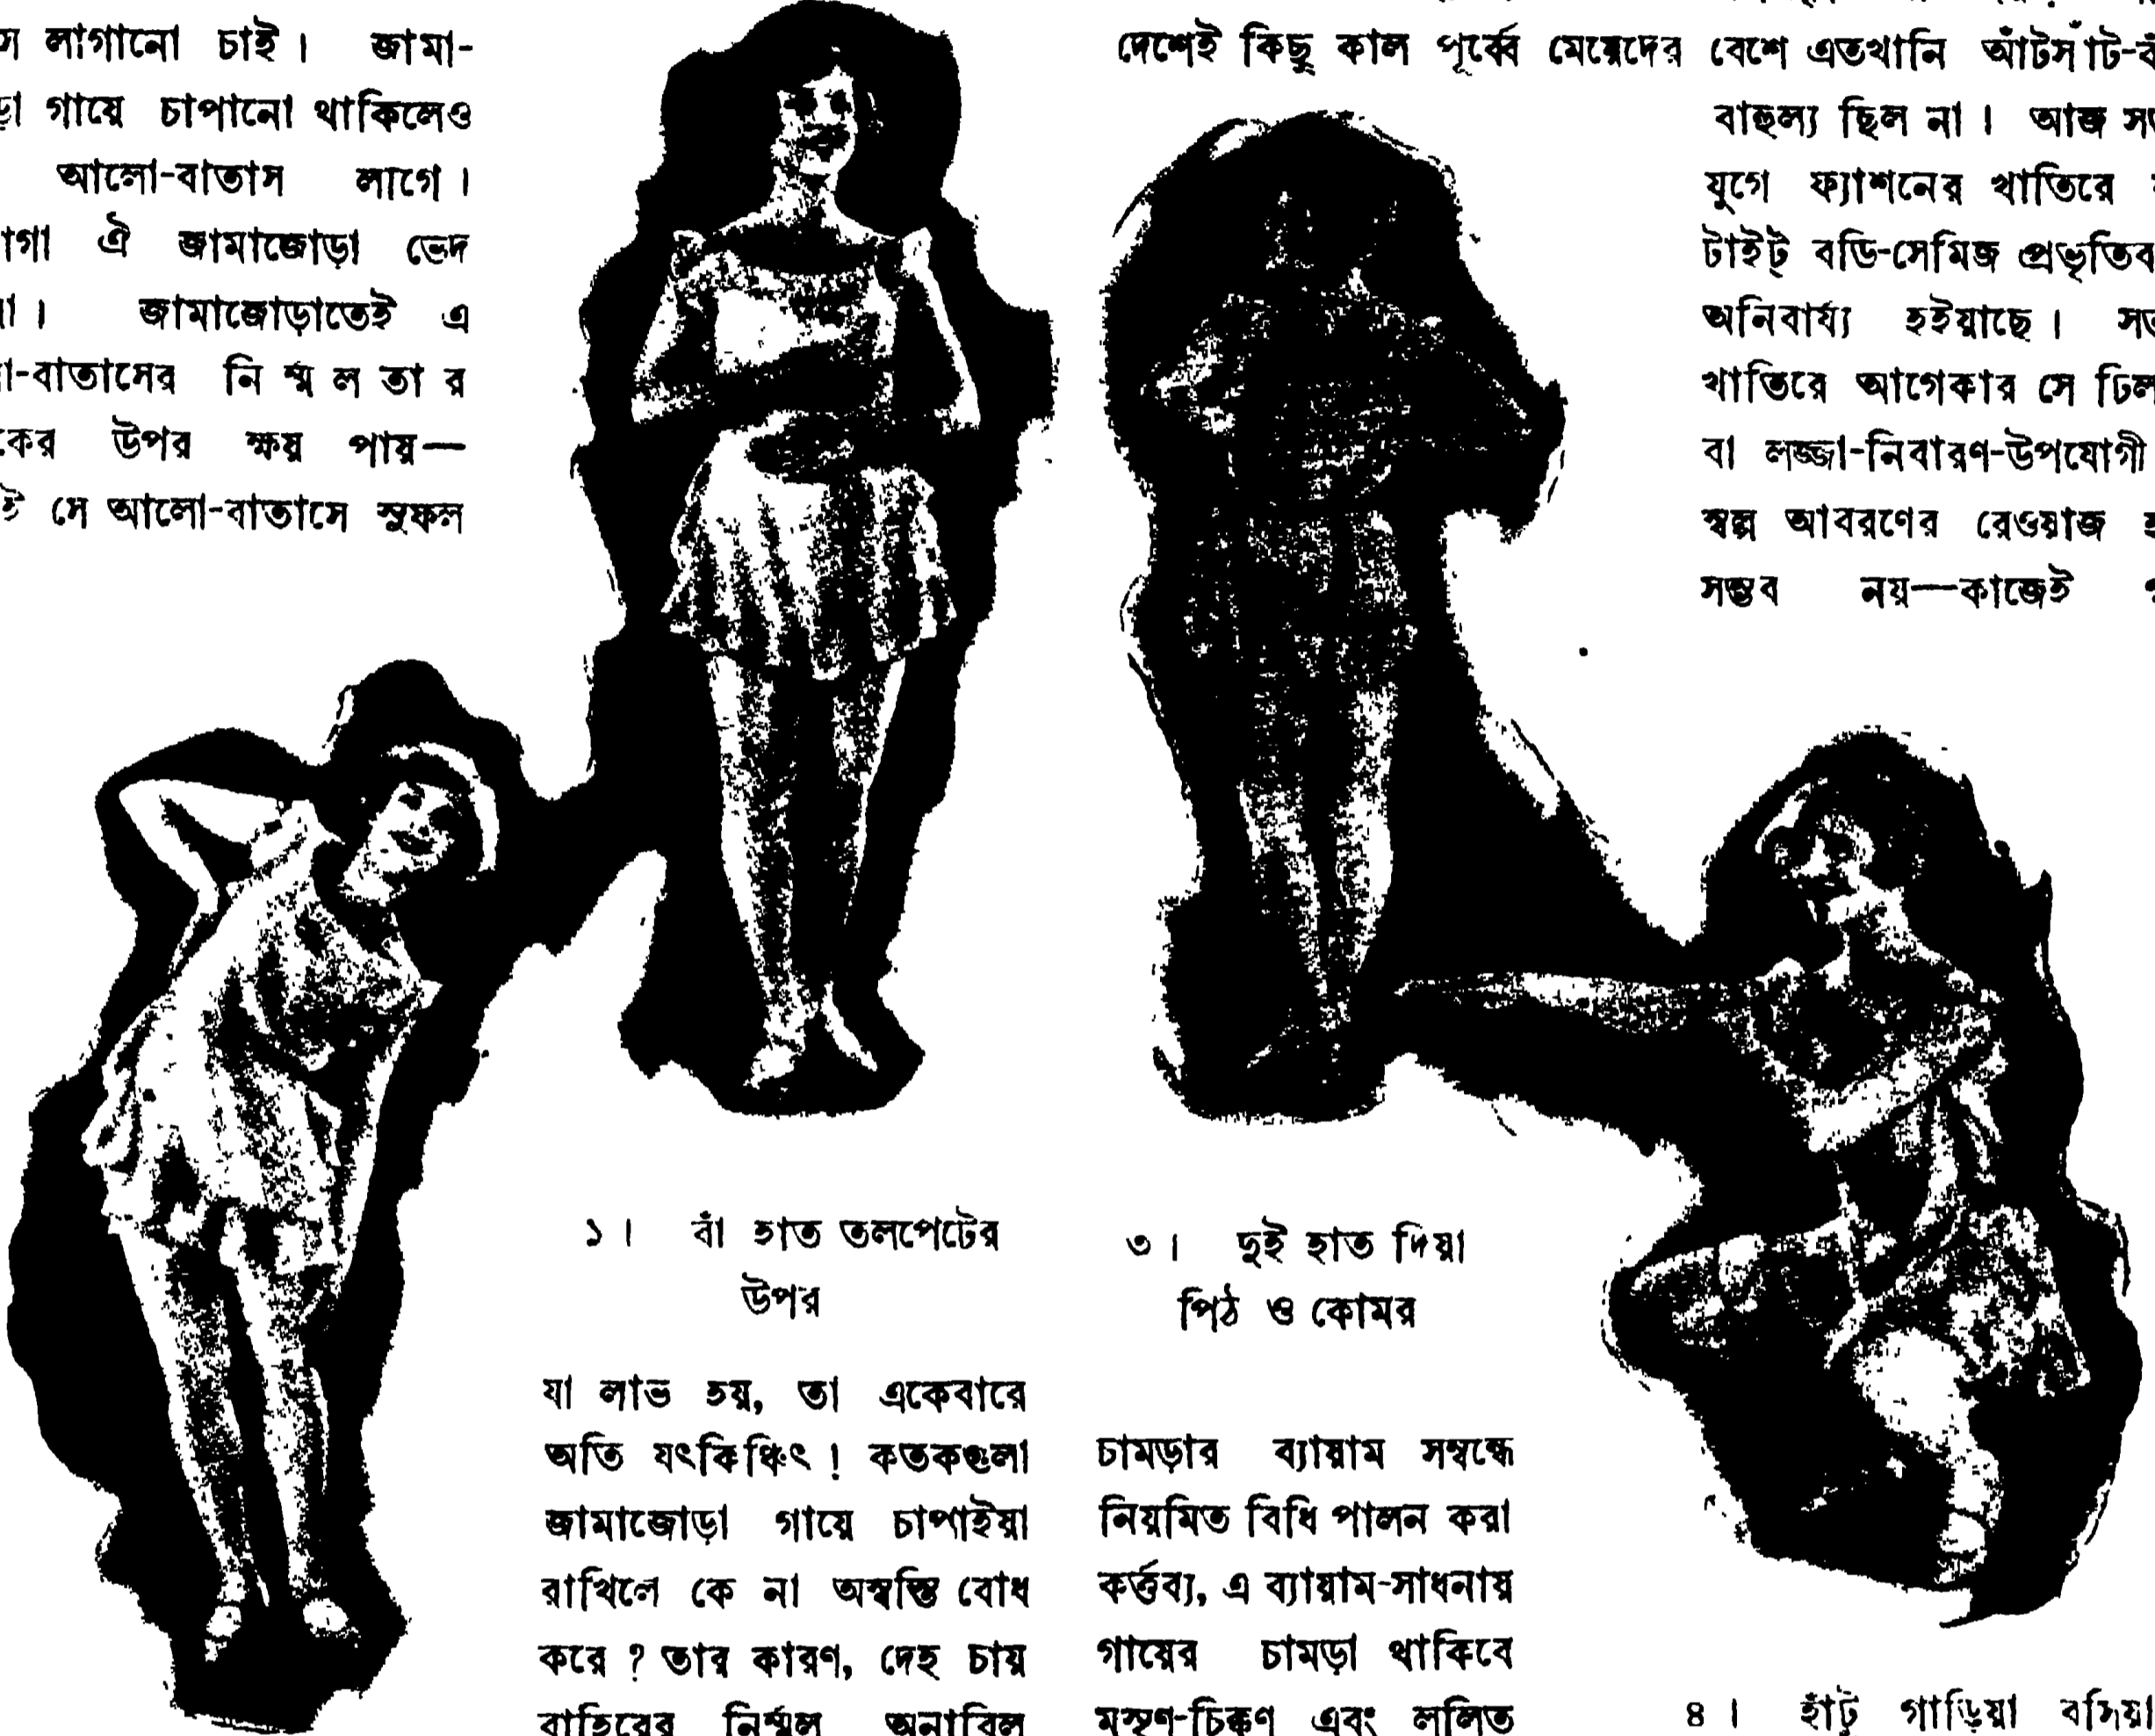 লাগানো চাই। জামা-
গায়ে চাপানো থাকিলেও
আলো-বাতাস লাগে।
ঐ জামাজোড়া ভেদ
জামাজোড়াতেই এ
-বাতাসের নি র্ম্ম ল তা র
উপর ক্ষয় পায়—
সে আলো-বাতাসে সুফল
১। বাঁ হাত তলপেটের
উপর
যা লাভ হয়, তা একেবারে
অতি যৎকিঞ্চিৎ! কতকগুলা
জামাজোড়া গায়ে চাপাইয়া
রাখিলে কে না অস্বস্তি বোধ
করে? তার কারণ, দেহ চায়
বাহিরের নির্ম্মল অনাবিল
দেশেই কিছু কাল পূর্ব্বে মেয়েদের বেশে এতখানি আঁটসাঁট-
বাহুল্য ছিল না। আজ
যুগে ফ্যাশনের খাতিরে
টাইট্ বডি-সেমিজ প্রভৃতির
অনিবার্য্য হইয়াছে।
খাতিরে আগেকার সে
বা লজ্জা-নিবারণ-উপযোগী
স্বল্প আবরণের রেওয়াজ
সম্ভব নয়—কাজেই
৩। দুই হাত দিয়া
পিঠ ও কোমর
চামড়ার ব্যায়াম সম্বন্ধে
নিয়মিত বিধি পালন করা
কর্ত্তব্য, এ ব্যায়াম-সাধনায়
গায়ের চামড়া থাকিবে
মসৃণ-চিক্কণ এবং ললিত
৪। হাঁটু গাড়িয়া বসিয়া